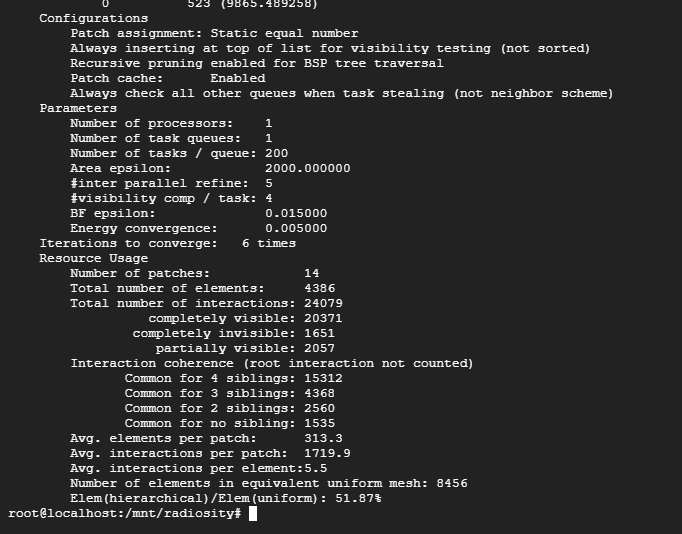 0          523 (9865.489258)
Configurations
Patch assignment: Static equal number
Always inserting at top of list for visibility testing (not sorted)
Recursive pruning enabled for BSP tree traversal
Patch cache:      Enabled
Always check all other queues when task stealing (not neighbor scheme)
Parameters
Number of processors:    1
Number of task queues:   1
Number of tasks / queue: 200
Area epsilon:            2000.000000
#inter parallel refine:  5
#visibility comp / task: 4
BF epsilon:              0.015000
Energy convergence:      0.005000
Iterations to converge:   6 times
Resource Usage
Number of patches:            14
Total number of elements:     4386
Total number of interactions: 24079
completely visible: 20371
completely invisible: 1651
partially visible: 2057
Interaction coherence (root interaction not counted)
Common for 4 siblings: 15312
Common for 3 siblings: 4368
Common for 2 siblings: 2560
Common for no sibling: 1535
Avg. elements per patch:      313.3
Avg. interactions per patch:  1719.9
Avg. interactions per element:5.5
Number of elements in equivalent uniform mesh: 8456
Elem(hierarchical)/Elem(uniform): 51.87%
root@localhost:/mnt/radiosity#